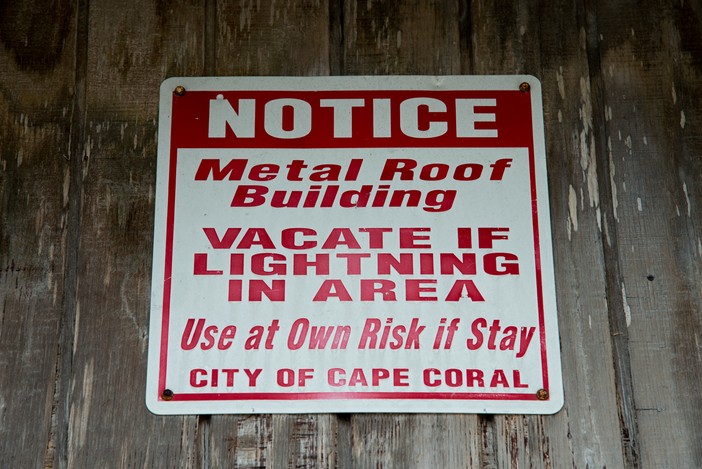 NOTICE
Metal Roof
Building
VACATE IF
LIGHTNING
IN AREA
Use at Own Risk if Stay
CITY OF CAPE CORAL